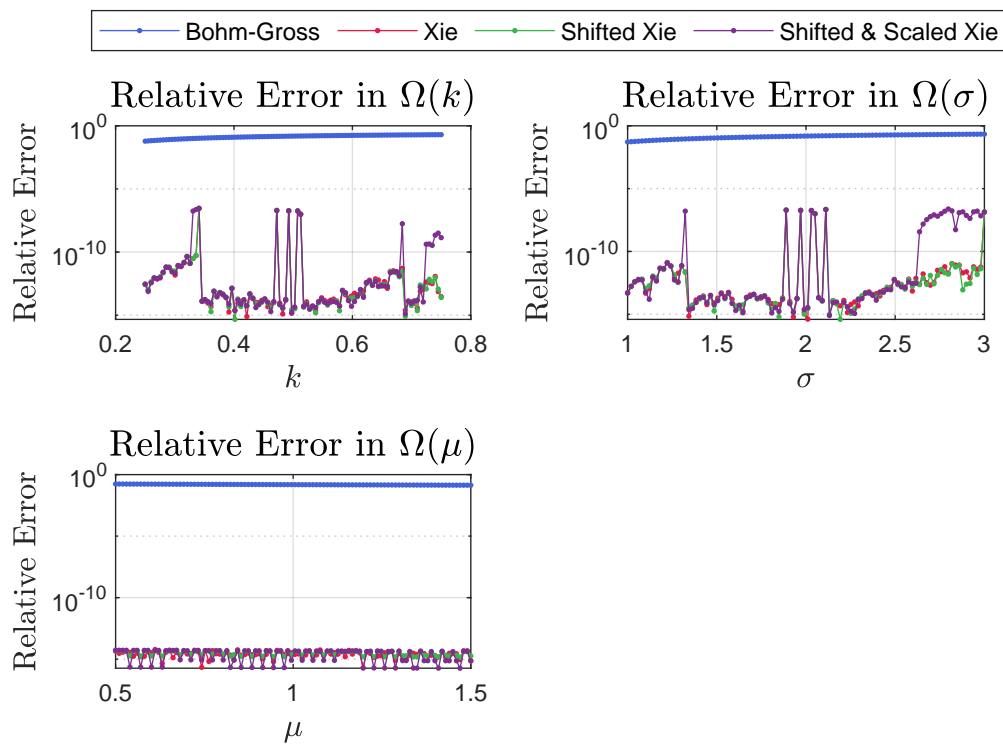 Bohm-Gross Xie Shifted Xie Shifted & Scaled Xie
Relative Error in Ω(k)
Relative Error
10^0
10^-10
0.2 0.4 0.6 0.8
k
Relative Error in Ω(σ)
Relative Error
10^0
10^-10
1 1.5 2 2.5 3
σ
Relative Error in Ω(μ)
Relative Error
10^0
10^-10
0.5 1 1.5
μ